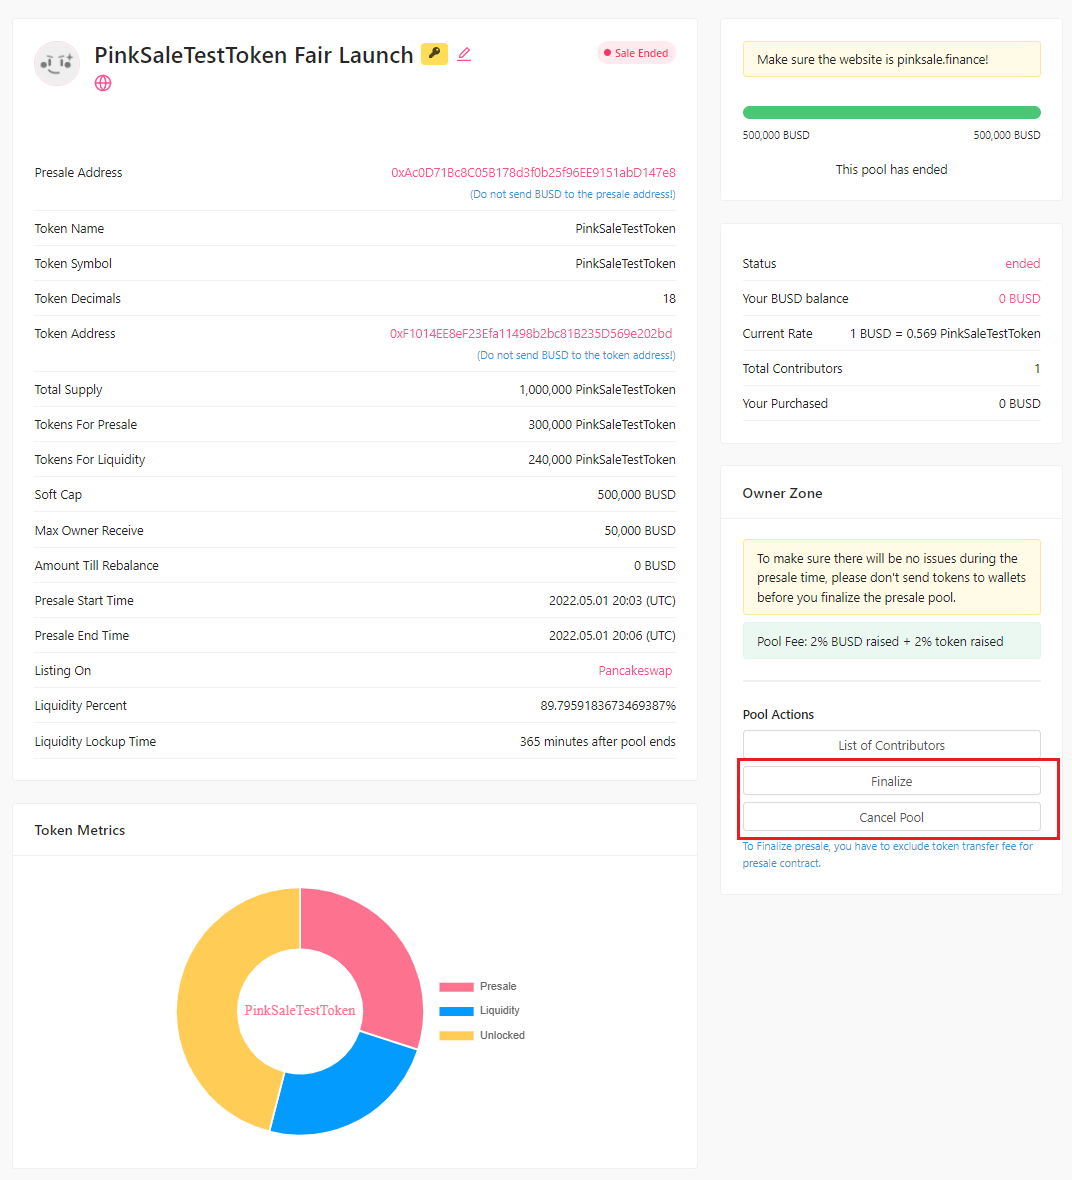 PinkSaleTestToken Fair Launch
Sale Ended
Presale Address 0xAc0D71Bc8C05B178d3f0b25f96EE9151abD147e8
(Do not send BUSD to the presale address!)
Token Name PinkSaleTestToken
Token Symbol PinkSaleTestToken
Token Decimals 18
Token Address 0xF1014EE8eF23Efa11498b2bc81B235D569e202bd
(Do not send BUSD to the token address!)
Total Supply 1,000,000 PinkSaleTestToken
Tokens For Presale 300,000 PinkSaleTestToken
Tokens For Liquidity 240,000 PinkSaleTestToken
Soft Cap 500,000 BUSD
Max Owner Receive 50,000 BUSD
Amount Till Rebalance 0 BUSD
Presale Start Time 2022.05.01 20:03 (UTC)
Presale End Time 2022.05.01 20:06 (UTC)
Listing On Pancakeswap
Liquidity Percent 89.7959183673469387%
Liquidity Lockup Time 365 minutes after pool ends
Token Metrics
PinkSaleTestToken
Presale
Liquidity
Unlocked
Make sure the website is pinksale.finance!
500,000 BUSD 500,000 BUSD
This pool has ended
Status ended
Your BUSD balance 0 BUSD
Current Rate 1 BUSD = 0.569 PinkSaleTestToken
Total Contributors 1
Your Purchased 0 BUSD
Owner Zone
To make sure there will be no issues during the
presale time, please don't send tokens to wallets
before you finalize the presale pool.
Pool Fee: 2% BUSD raised + 2% token raised
Pool Actions
List of Contributors
Finalize
Cancel Pool
To Finalize presale, you have to exclude token transfer fee for
presale contract.